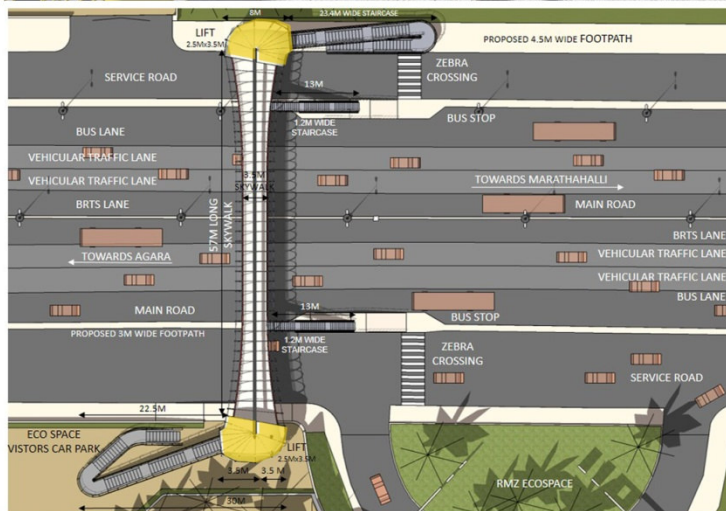 8M
23.4M WIDE STAIRCASE
LIFT
2.5Mx3.5M
PROPOSED 4.5M WIDE FOOTPATH
SERVICE ROAD
ZEBRA
CROSSING
13M
1.2M WIDE
STAIRCASE
BUS STOP
BUS LANE
VEHICULAR TRAFFIC LANE
VEHICULAR TRAFFIC LANE
3.5M
SKYWALK
TOWARDS MARATHAHALLI
BRTS LANE
MAIN ROAD
57M LONG
SKYWALK
BRTS LANE
TOWARDS AGARA
VEHICULAR TRAFFIC LANE
VEHICULAR TRAFFIC LANE
BUS LANE
MAIN ROAD
13M
BUS STOP
PROPOSED 3M WIDE FOOTPATH
1.2M WIDE
STAIRCASE
ZEBRA
CROSSING
SERVICE ROAD
22.5M
ECO SPACE
VISTORS CAR PARK
LIFT
2.5Mx3.5M
3.5M
3.5 M
RMZ ECOSPACE
30M